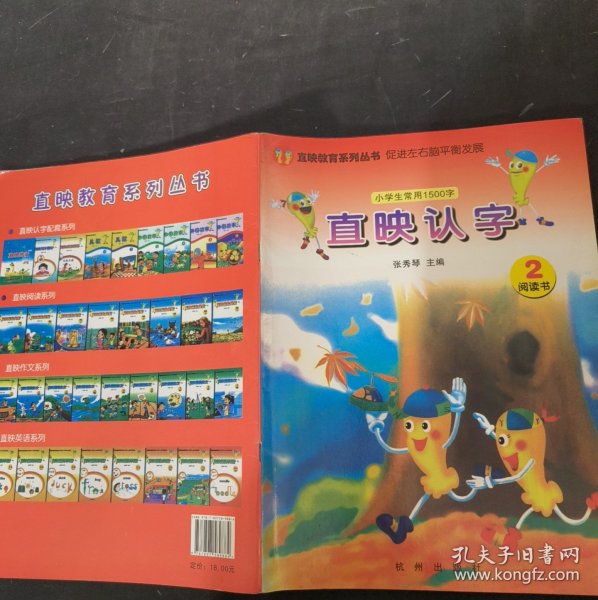 直映教育系列丛书
直映认字配套系列
直映阅读系列
直映作文系列
直映英语系列
定价：18.00元
直映教育系列丛书 促进左右脑平衡发展
小学生常用1500字
直映认字
张秀琴 主编
2
阅读书
杭州出版社
孔夫子旧书网
www.kongfz.com